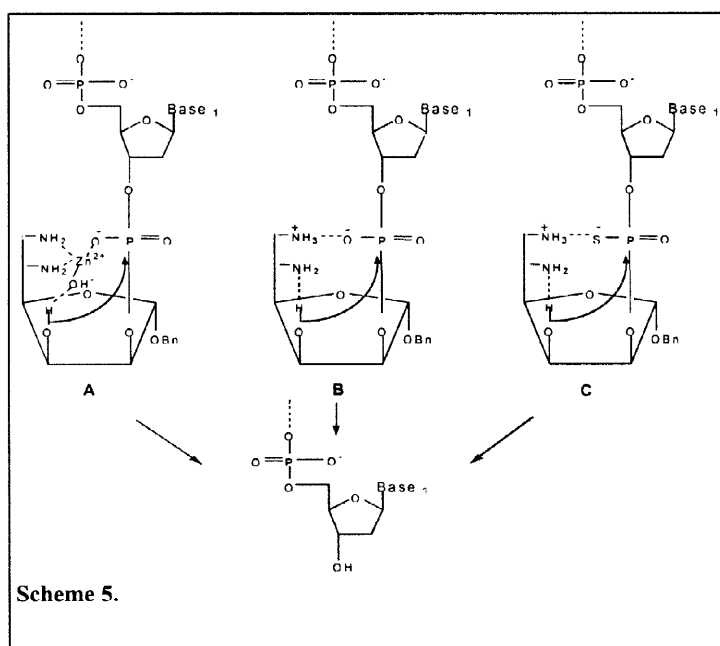 O O O
O=P—O⁻ O=P—O⁻ O=P—O⁻
O O Base 1 O O Base 1 O O Base 1
O O O
NH₂ O⁻ P=O + NH₃ O⁻ P=O + NH₃ S⁻ P=O
Zn²⁺
NH₂ NH₂ NH₂
OH⁻ O O O
H H H
O O OBn O O OBn O O OBn
A B C
O
O=P—O⁻
O O Base 1
OH
Scheme 5.